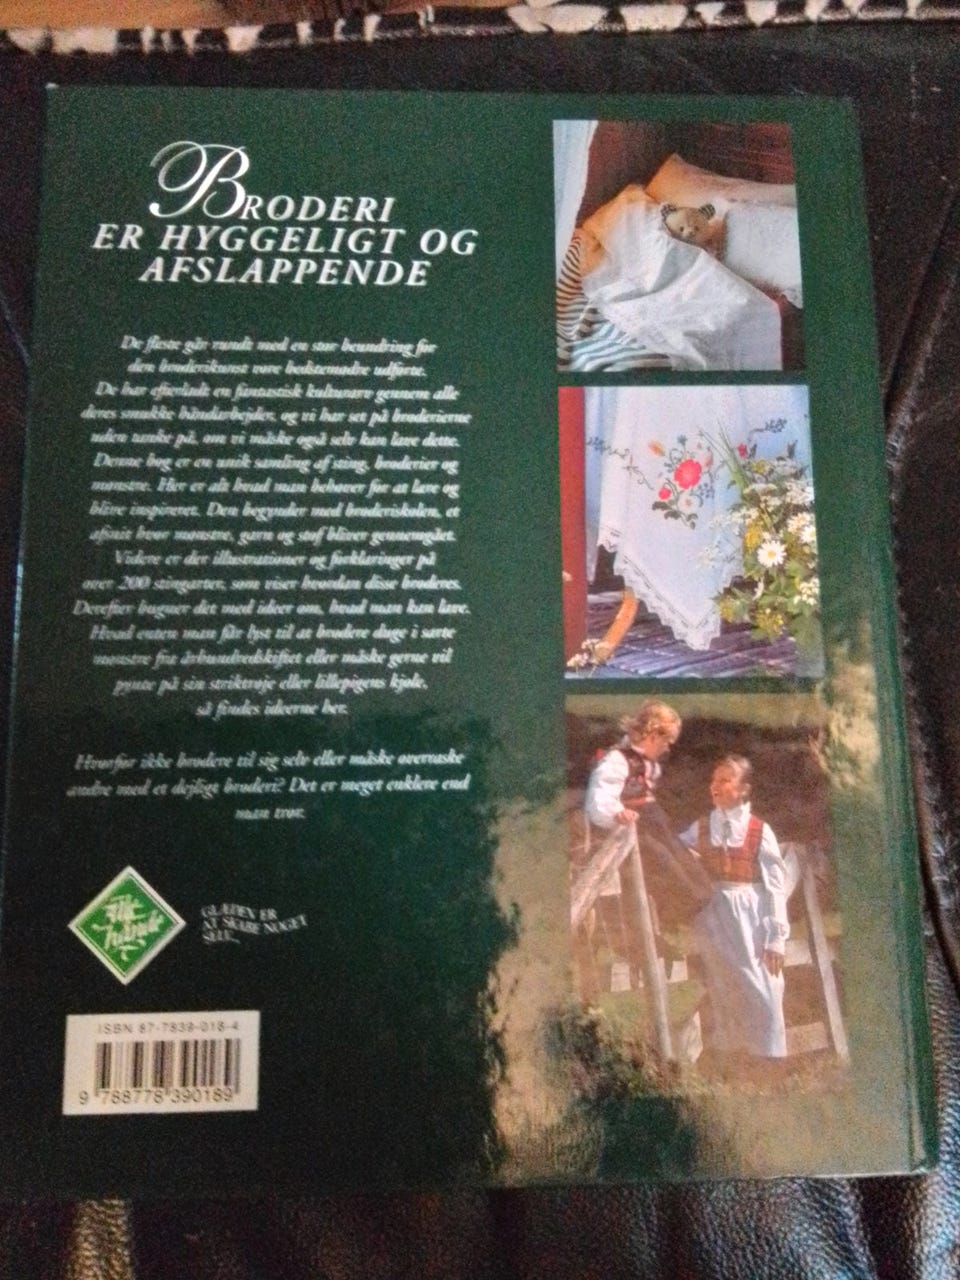 BRODERI
ER HYGGELIGT OG
AFSLAPPENDE
De fleste går rundt med en stor beundring for
den broderikunst vore bedstemødre udførte.
De har efterladt en fantastisk kulturarv gennem alle
deres smukke håndarbejder, og vi har set på broderierne
uden tanke på, om vi måske også selv kan lave dette.
Denne bog er en unik samling af sting, broderier og
mønstre. Her er alt hvad man behøver for at lære og
blive inspireret. Den begynder med broderiskolen, et
afsnit hvor mønstre, garn og stof bliver gennemgået.
Videre er der illustrationer og forklaringer på
over 200 stingarter, som viser hvordan disse broderes.
Derefter bugner det med ideer om, hvad man kan lave.
Hvad enten man får lyst til at brodere duge i sarte
mønstre fra århundredskiftet eller måske gerne vil
pynte på sin striktrøje eller lillepigens kjole,
så findes ideerne her.
Hvorfor ikke brodere til sig selv eller måske overraske
andre med et dejligt broderi? Det er meget enklere end
man tror.
hånde
GLÆDEN ER
AT SKABE NOGET
SELV...
ISBN 87-7839-018-4
9 788778 390189